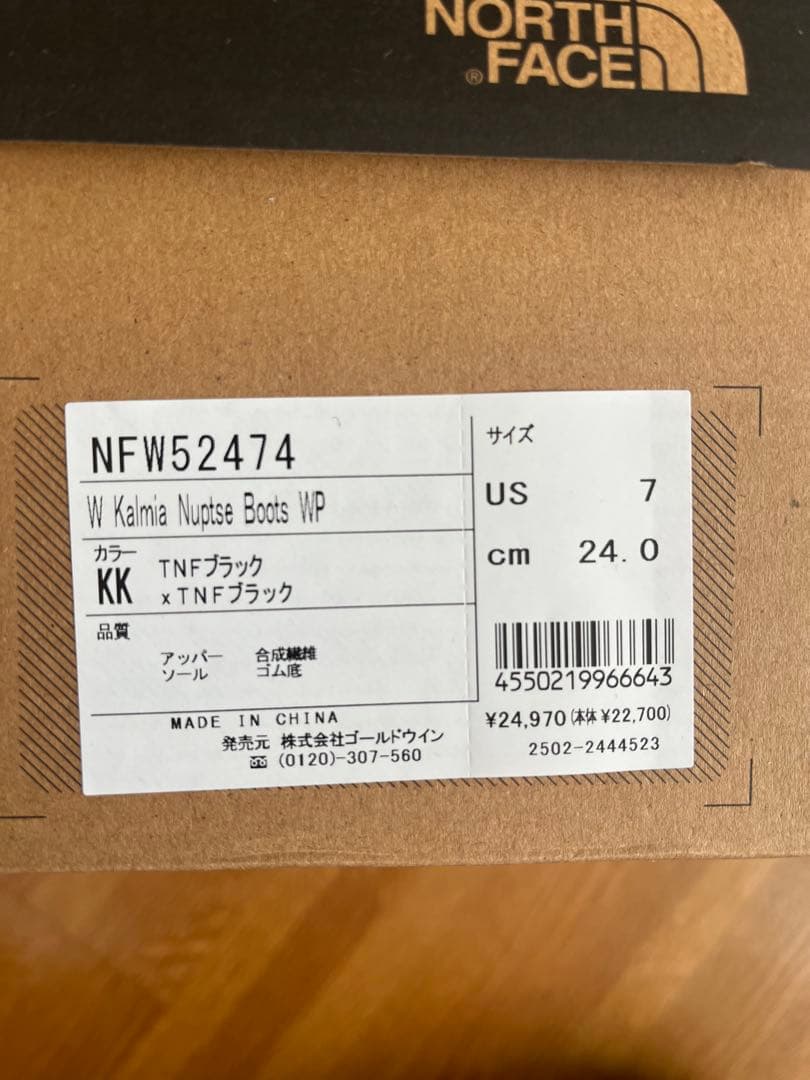 NORTH
FACE
®
NFW52474
W Kalmia Nuptse Boots WP
カラー
KK TNFブラック
xTNFブラック
品質
アッパー 合成繊維
ソール ゴム底
MADE IN CHINA
発売元 株式会社ゴールドウイン
(0120)-307-560
サイズ
US 7
cm 24.0
4550219966643
¥24,970(本体¥22,700)
2502-2444523